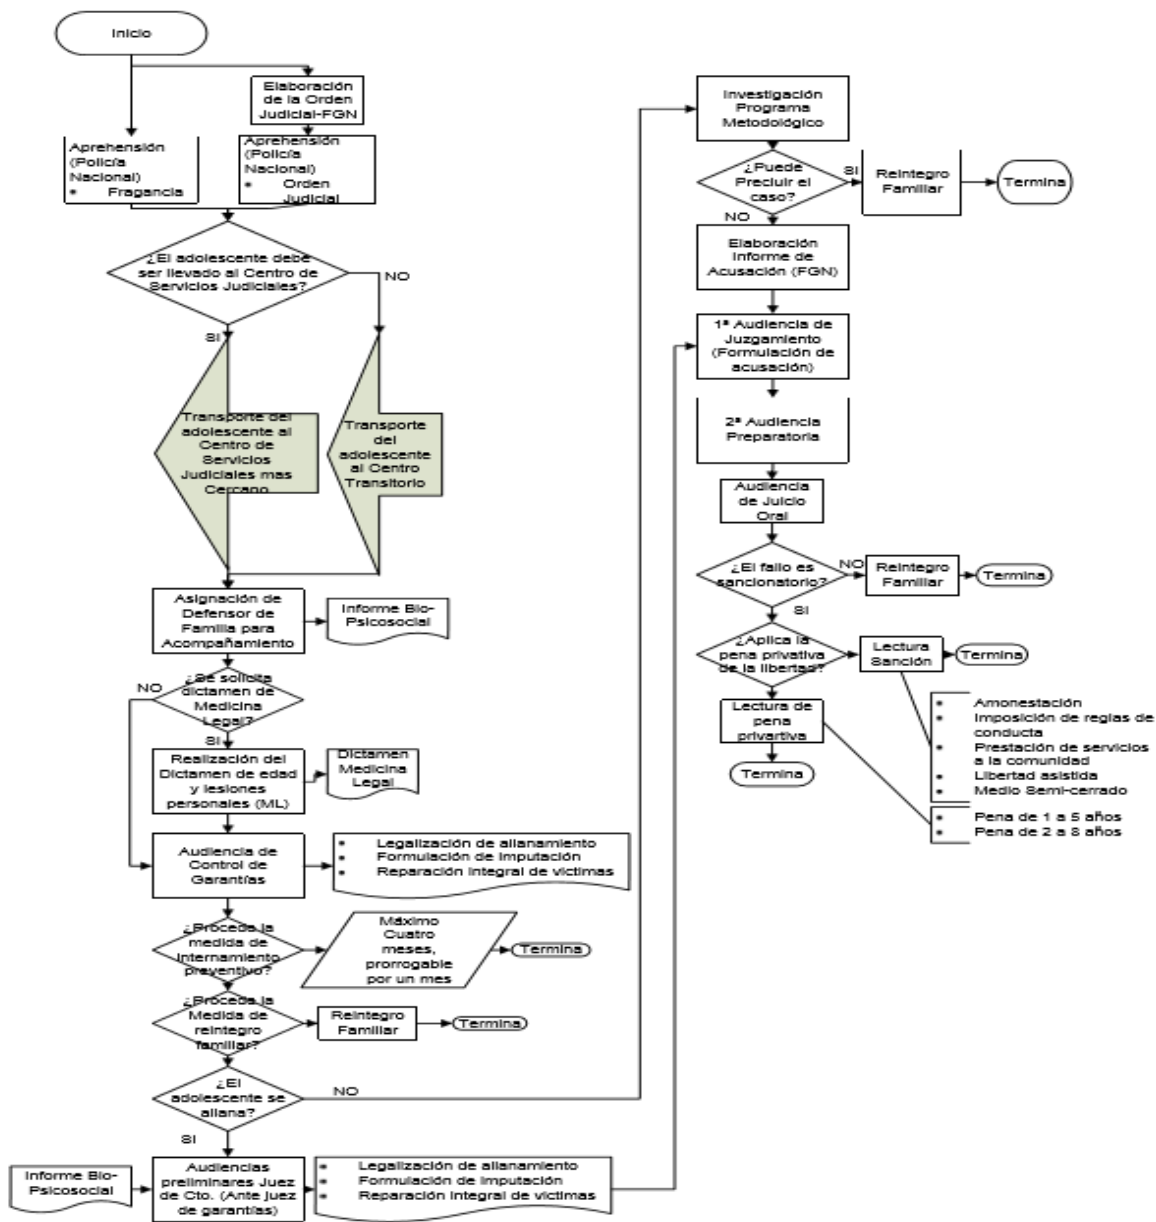 Inicio
Elaboración
de la Orden
Judicial-FGN
Aprehensión
(Policía
Nacional)
• Fragancia
Aprehensión
(Policía
Nacional)
• Orden
Judicial
¿El adolescente debe
ser llevado al Centro de
Servicios Judiciales?
NO
SI
Transporte del
adolescente al
Centro de
Servicios
Judiciales mas
Cercano
Transporte
del
adolescente
al Centro
Transitorio
Asignación de
Defensor de
Familia para
Acompañamiento
Informe Bio-
Psicosocial
¿Se solicita
dictamen de
Medicina
Legal?
NO
SI
Realización del
Dictamen de edad
y lesiones
personales (ML)
Dictamen
Medicina
Legal
Audiencia de
Control de
Garantías
• Legalización de allanamiento
• Formulación de imputación
• Reparación integral de victimas
¿Procede la
medida de
internamiento
preventivo?
Máximo
Cuatro
meses,
prorrogable
por un mes
Termina
¿Procede la
Medida de
reintegro
familiar?
Reintegro
Familiar
Termina
¿El
adolescente se
allana?
NO
SI
Informe Bio-
Psicosocial
Audiencias
preliminares Juez
de Cto. (Ante juez
de garantías)
• Legalización de allanamiento
• Formulación de imputación
• Reparación integral de victimas
Investigación
Programa
Metodológico
¿Puede
Precluir el
caso?
SI
Reintegro
Familiar
Termina
NO
Elaboración
Informe de
Acusación (FGN)
1ª Audiencia de
Juzgamiento
(Formulación de
acusación)
2ª Audiencia
Preparatoria
Audiencia
de Juicio
Oral
¿El fallo es
sancionatorio?
NO
Reintegro
Familiar
Termina
SI
¿Aplica la
pena privativa
de la libertad?
Lectura
Sanción
Termina
Lectura de
pena
privartiva
Termina
• Amonestación
• Imposición de reglas de
conducta
• Prestación de servicios
a la comunidad
• Libertad asistida
• Medio Semi-cerrado
• Pena de 1 a 5 años
• Pena de 2 a 8 años